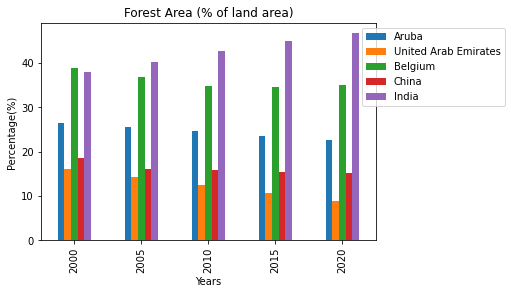 Forest Area (% of land area)
Aruba
United Arab Emirates
Belgium
China
India
Percentage(%)
40
30
20
10
0
2000
2005
2010
2015
2020
Years